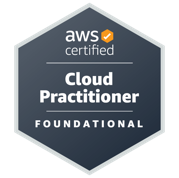 aws
certified
Cloud
Practitioner
FOUNDATIONAL